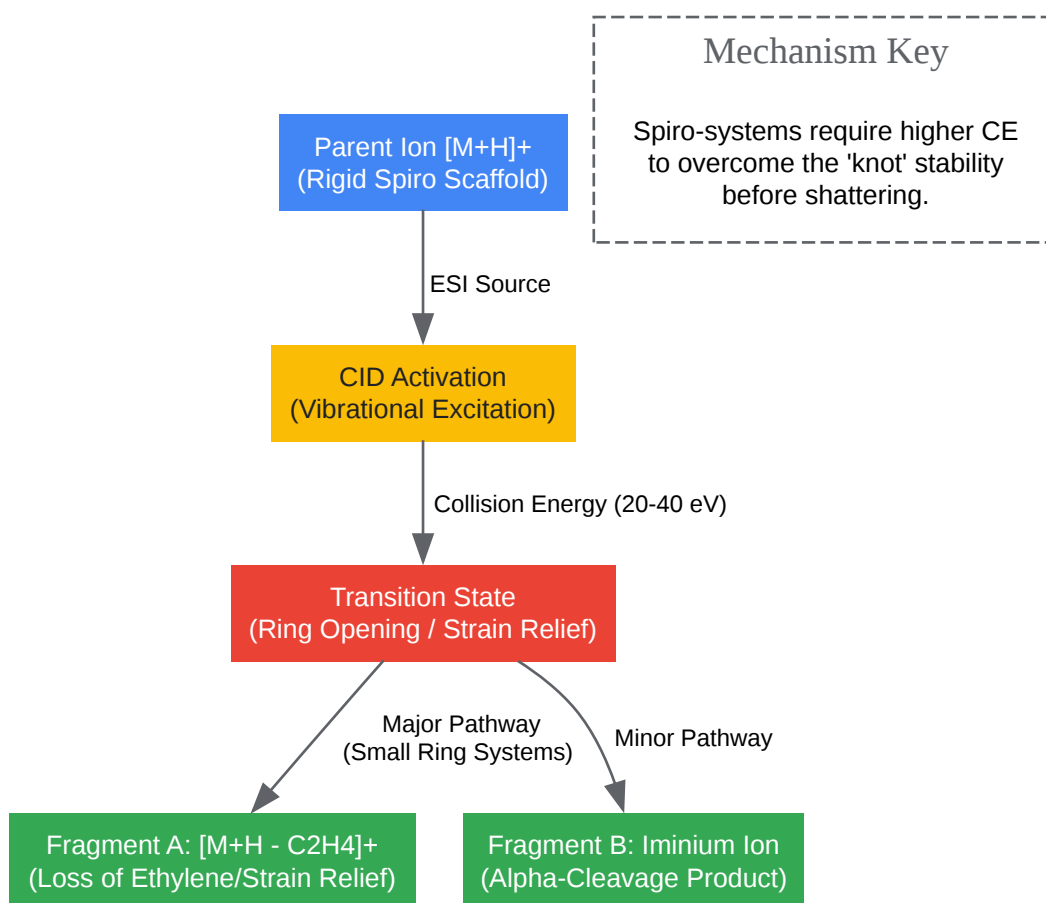 Mechanism Key
Spiro-systems require higher CE
to overcome the 'knot' stability
before shattering.
Parent Ion [M+H]+
(Rigid Spiro Scaffold)
ESI Source
CID Activation
(Vibrational Excitation)
Collision Energy (20-40 eV)
Transition State
(Ring Opening / Strain Relief)
Major Pathway
(Small Ring Systems)
Minor Pathway
Fragment A: [M+H - C2H4]+
(Loss of Ethylene/Strain Relief)
Fragment B: Iminium Ion
(Alpha-Cleavage Product)